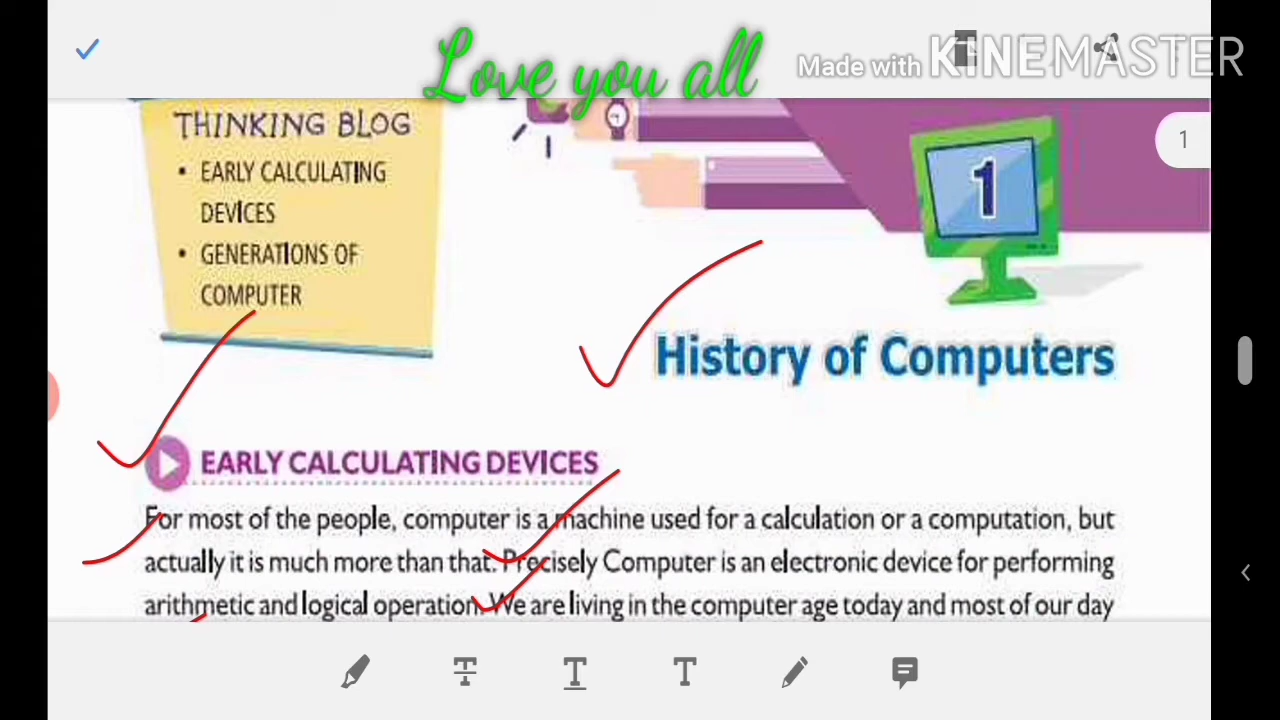 Love you all
Made with KINEMASTER
THINKING BLOG
• EARLY CALCULATING
DEVICES
• GENERATIONS OF
COMPUTER
1
1
History of Computers
EARLY CALCULATING DEVICES
For most of the people, computer is a machine used for a calculation or a computation, but
actually it is much more than that. Precisely Computer is an electronic device for performing
arithmetic and logical operation. We are living in the computer age today and most of our day